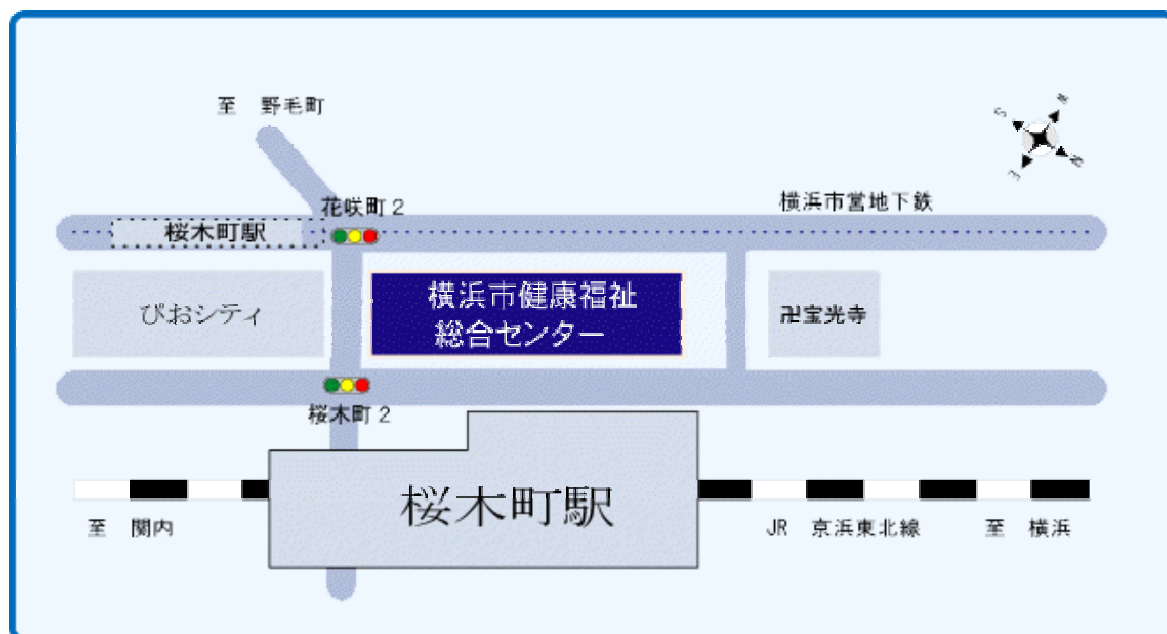 至 野毛町
S
N
E
W
花咲町2
横浜市営地下鉄
桜木町駅
ぴおシティ
横浜市健康福祉
総合センター
卍宝光寺
桜木町2
桜木町駅
至 関内
JR 京浜東北線 至 横浜